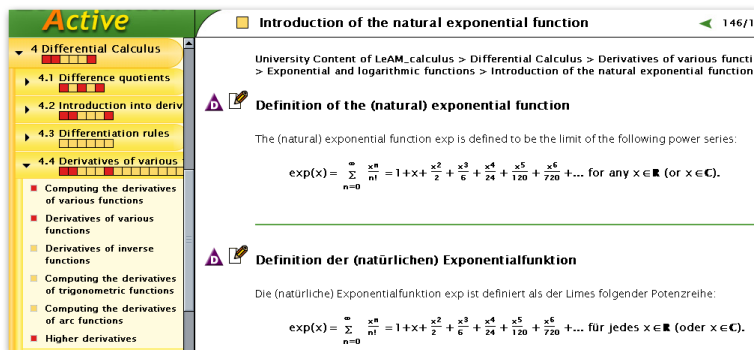 Active
Introduction of the natural exponential function
146/1
4 Differential Calculus
4.1 Difference quotients
4.2 Introduction into deriv
4.3 Differentiation rules
4.4 Derivatives of various
Computing the derivatives
of various functions
Derivatives of various
functions
Derivatives of inverse
functions
Computing the derivatives
of trigonometric functions
Computing the derivatives
of arc functions
Higher derivatives
University Content of LeAM_calculus > Differential Calculus > Derivatives of various functi
> Exponential and logarithmic functions > Introduction of the natural exponential function
D
Definition of the (natural) exponential function
The (natural) exponential function exp is defined to be the limit of the following power series:
exp(x) = ∞ Σ n=0 xⁿ/n! = 1+x+ x²/2 + x³/6 + x⁴/24 + x⁵/120 + x⁶/720 +... for any x∈ℝ (or x∈ℂ).
D
Definition der (natürlichen) Exponentialfunktion
Die (natürliche) Exponentialfunktion exp ist definiert als der Limes folgender Potenzreihe:
exp(x) = ∞ Σ n=0 xⁿ/n! = 1+x+ x²/2 + x³/6 + x⁴/24 + x⁵/120 + x⁶/720 +... für jedes x∈ℝ (oder x∈ℂ).